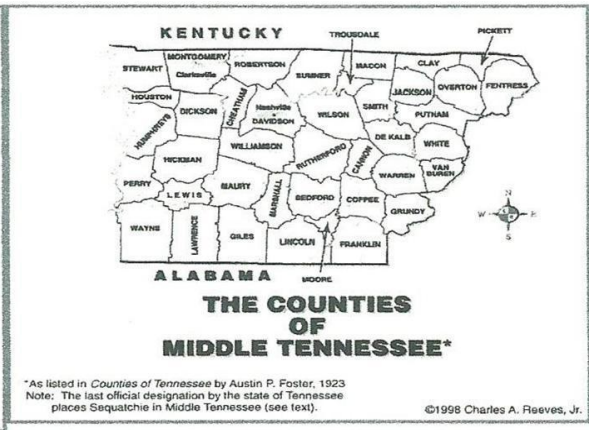 KENTUCKY
TROUSDALE
PICKETT
STEWART
MONTGOMERY
Clarksville
ROBERTSON
SUMNER
MACON
CLAY
OVERTON
FENTRESS
JACKSON
HOUSTON
DICKSON
CHEATHAM
Nashville
DAVIDSON
WILSON
SMITH
PUTNAM
HUMPHREYS
WILLIAMSON
RUTHERFORD
CANNON
DE KALB
WHITE
HICKMAN
WARREN
VAN
BUREN
PERRY
LEWIS
MAURY
MARSHALL
BEDFORD
COFFEE
GRUNDY
WAYNE
LAWRENCE
GILES
LINCOLN
FRANKLIN
N
W E
S
ALABAMA
MOORE
THE COUNTIES
OF
MIDDLE TENNESSEE*
*As listed in Counties of Tennessee by Austin P. Foster, 1923
Note: The last official designation by the state of Tennessee
places Sequatchie in Middle Tennessee (see text).
©1998 Charles A. Reeves, Jr.